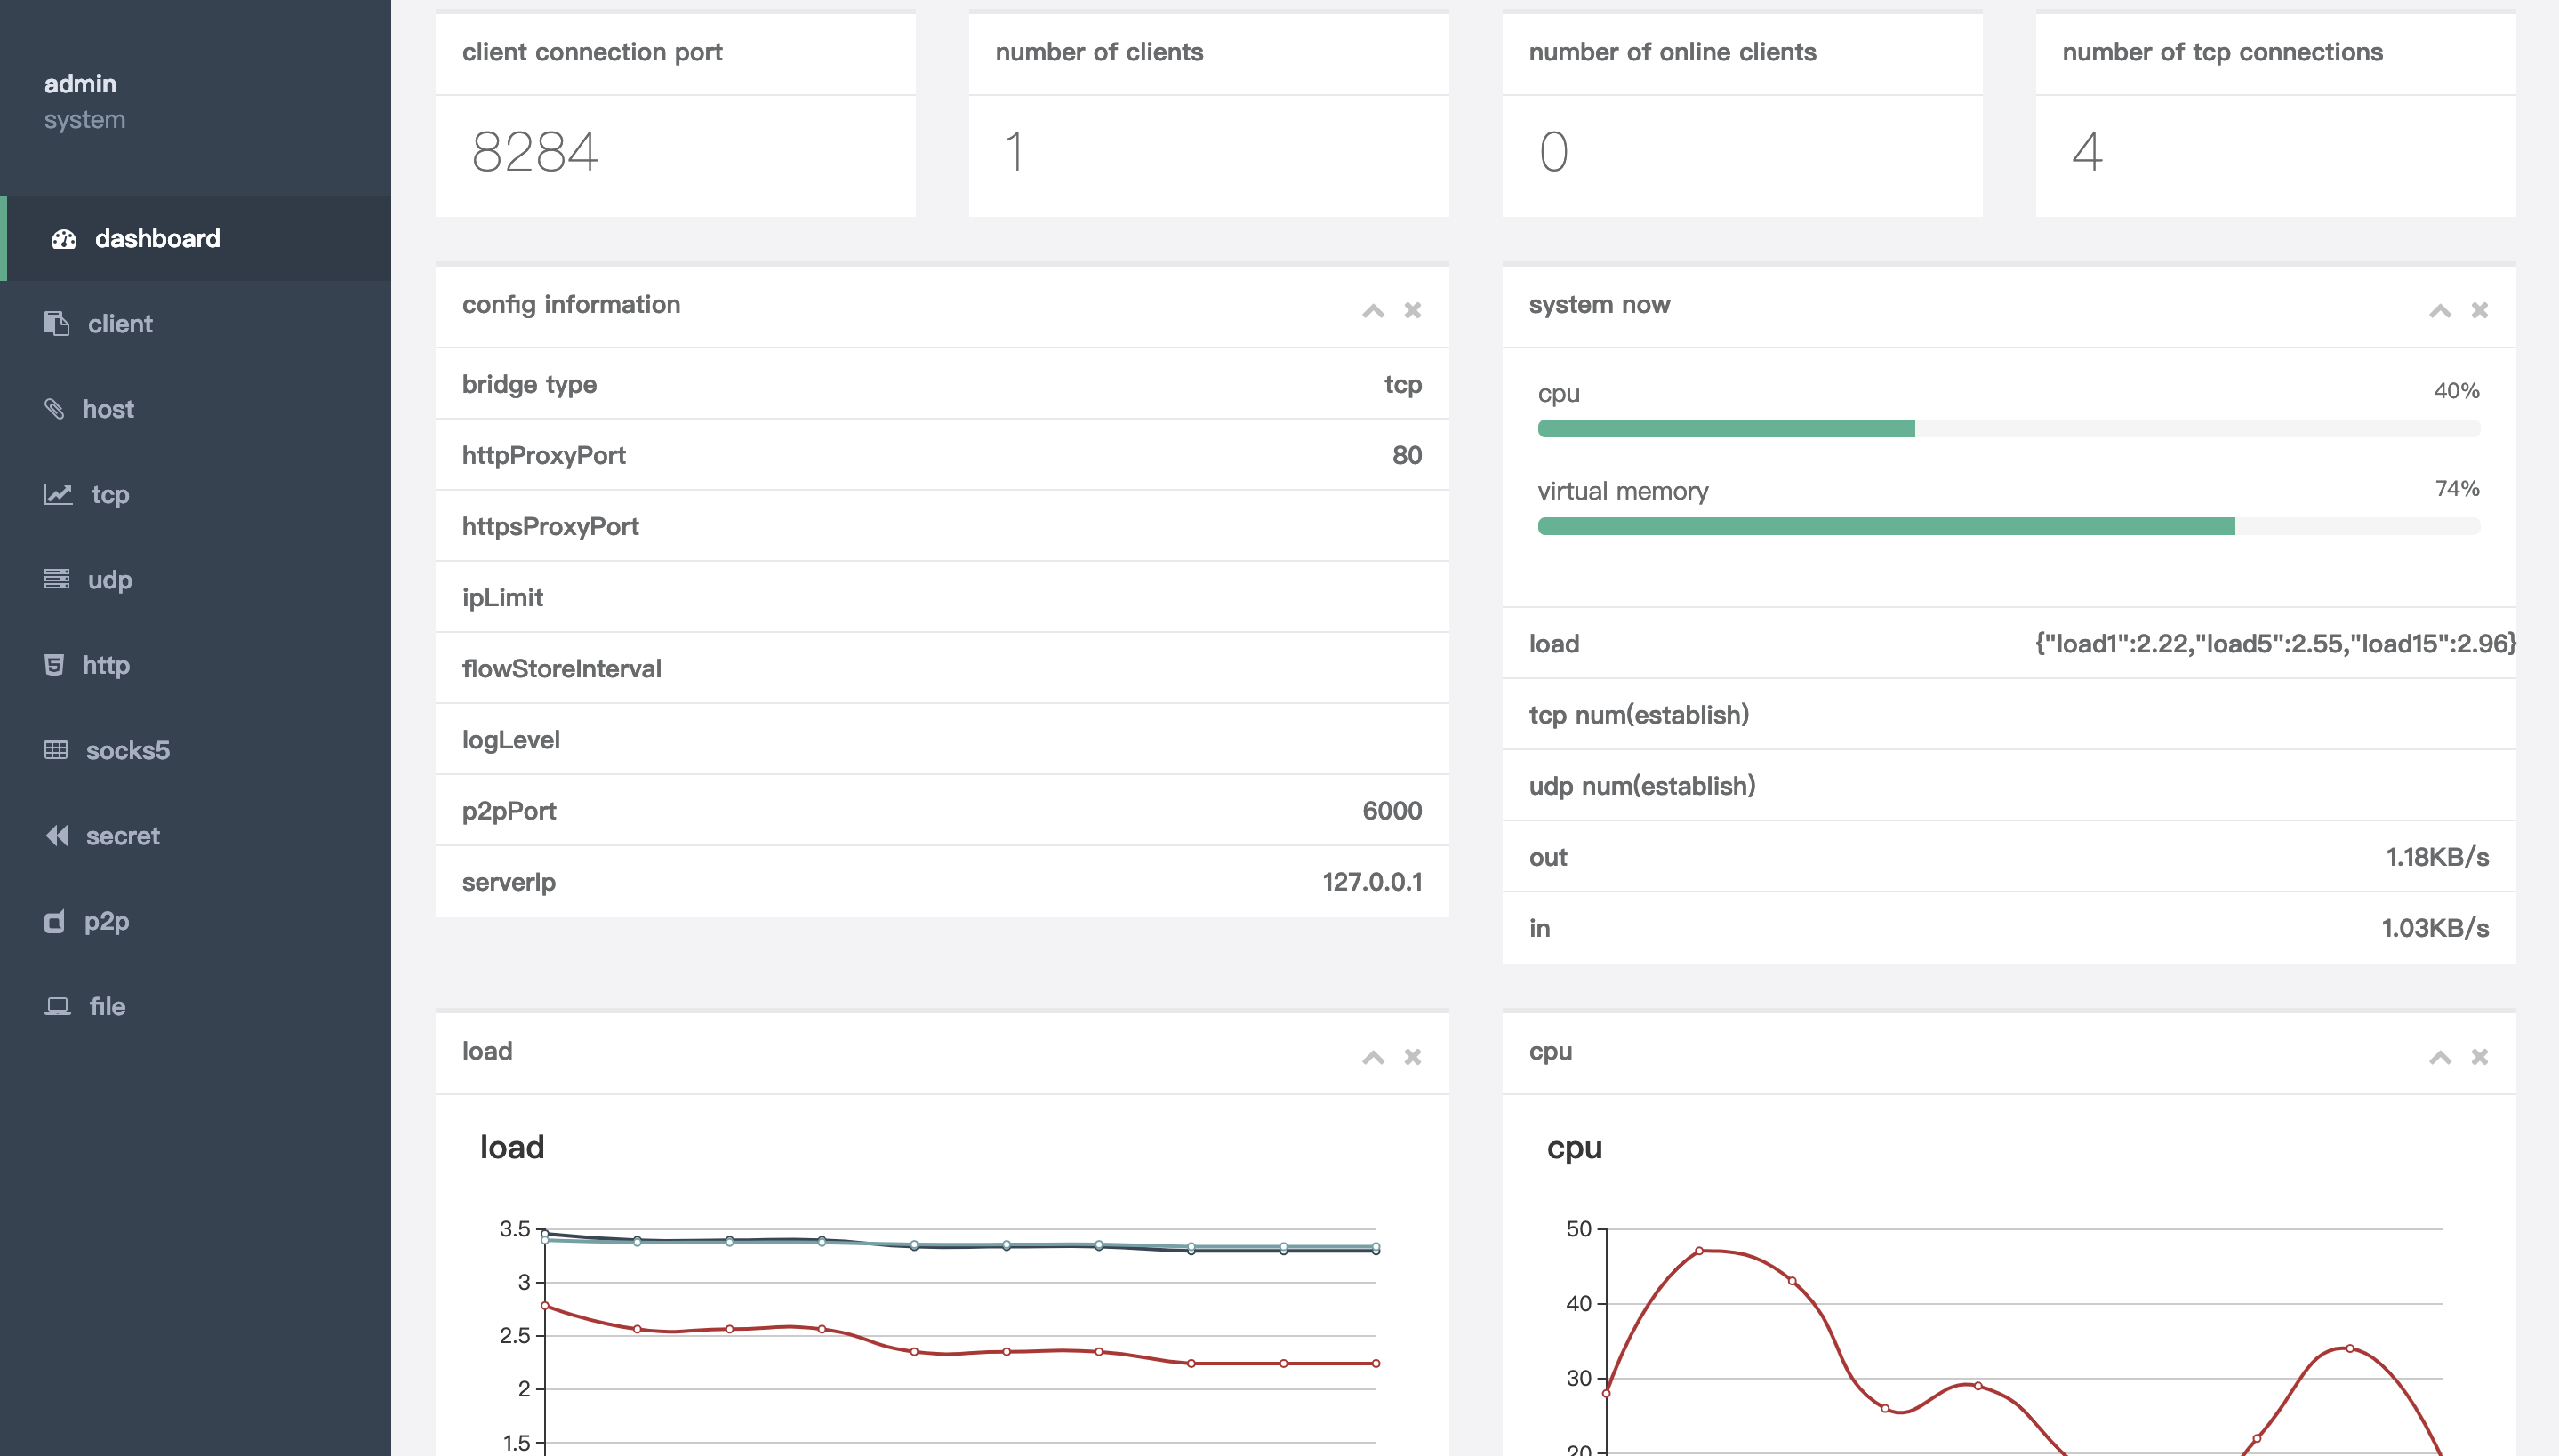 admin
system
dashboard
client
host
tcp
udp
http
socks5
secret
p2p
file
client connection port
8284
number of clients
1
number of online clients
0
number of tcp connections
4
config information
bridge type tcp
httpProxyPort 80
httpsProxyPort
ipLimit
flowStoreInterval
logLevel
p2pPort 6000
serverIp 127.0.0.1
system now
cpu 40%
virtual memory 74%
load {"load1":2.22,"load5":2.55,"load15":2.96}
tcp num(establish)
udp num(establish)
out 1.18KB/s
in 1.03KB/s
load
load
3.5
3
2.5
2
1.5
cpu
cpu
50
40
30
20